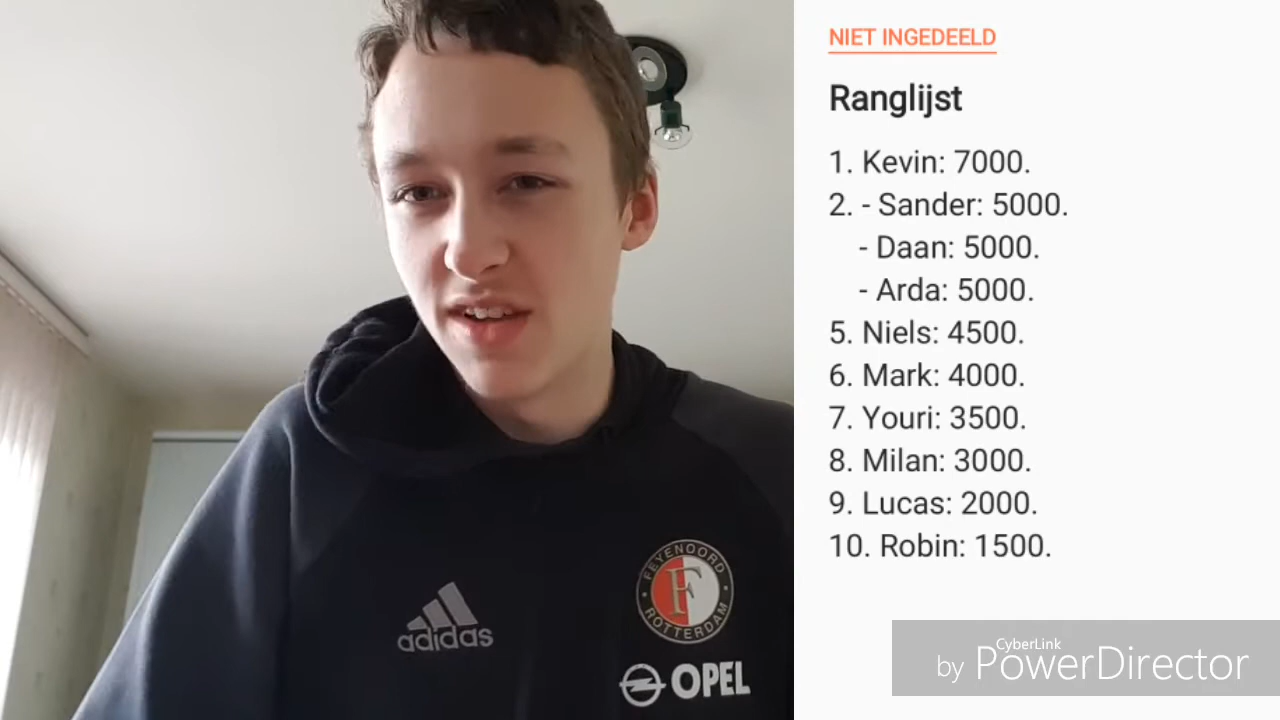 NIET INGEDEELD
Ranglijst
1. Kevin: 7000.
2. - Sander: 5000.
- Daan: 5000.
- Arda: 5000.
5. Niels: 4500.
6. Mark: 4000.
7. Youri: 3500.
8. Milan: 3000.
9. Lucas: 2000.
10. Robin: 1500.
adidas
FEYENOORD
F
ROTTERDAM
OPEL
CyberLink
by PowerDirector